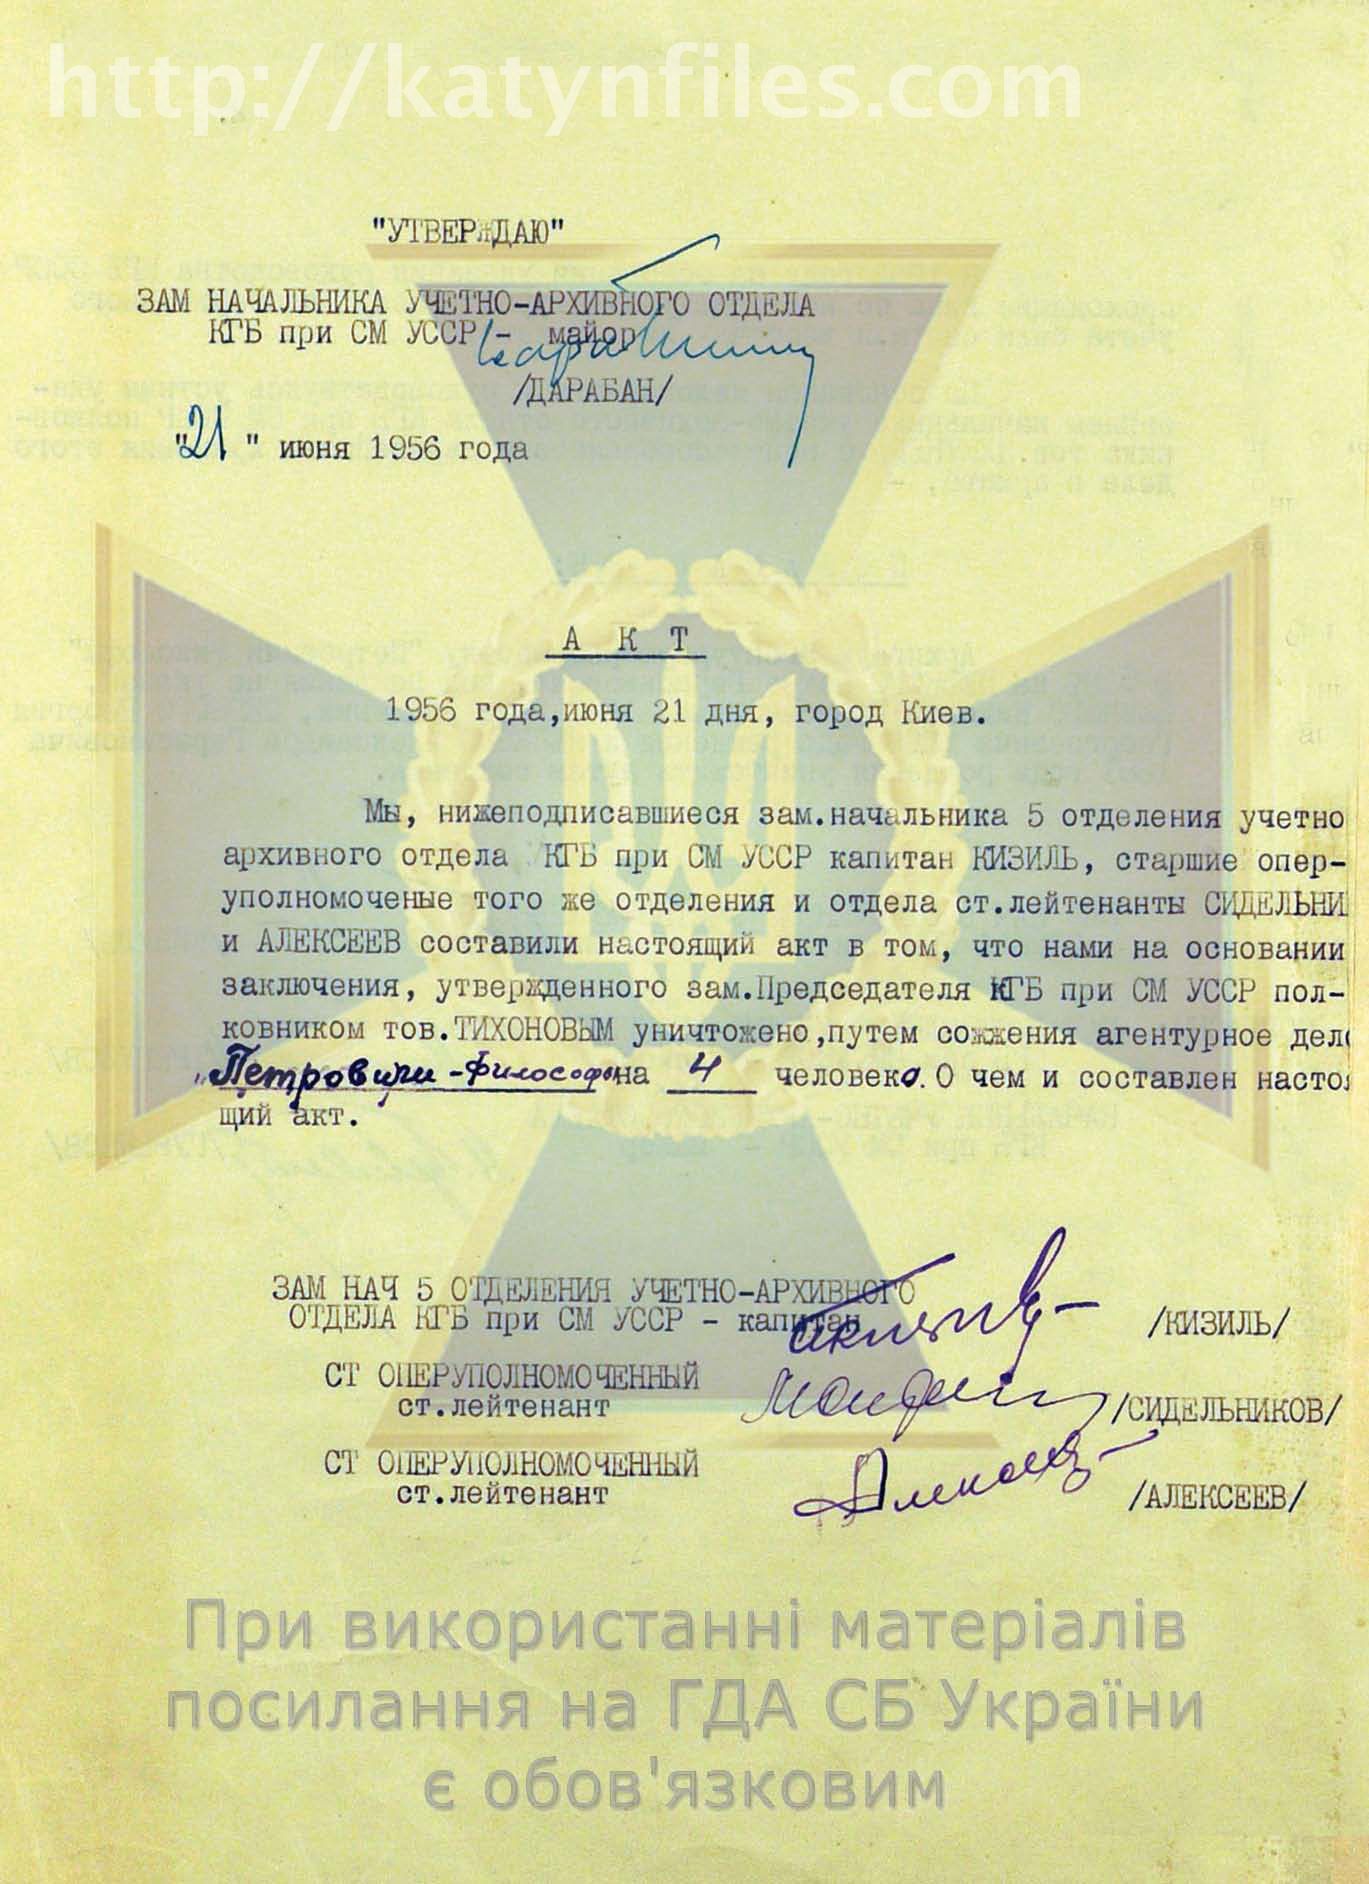 http://katynfiles.com
"УТВЕРЖДАЮ"
ЗАМ НАЧАЛЬНИКА УЧЕТНО-АРХИВНОГО ОТДЕЛА
КГБ при СМ УССР - майор
/ДАРАБАН/
"21" июня 1956 года
А К Т
1956 года,июня 21 дня, город Киев.
Мы, нижеподписавшиеся зам.начальника 5 отделения учетно
архивного отдела КГБ при СМ УССР капитан КИЗИЛЬ, старшие опер-
уполномоченые того же отделения и отдела ст.лейтенанты СИДЕЛЬНИ
и АЛЕКСЕЕВ составили настоящий акт в том, что нами на основании
заключения, утвержденного зам.Председателя КГБ при СМ УССР пол-
ковником тов.ТИХОНОВЫМ уничтожено,путем сожжения агентурное дел
"Петровичи-Философы на 4 человека. О чем и составлен насто
щий акт.
ЗАМ НАЧ 5 ОТДЕЛЕНИЯ УЧЕТНО-АРХИВНОГО
ОТДЕЛА КГБ при СМ УССР - капитан /КИЗИЛЬ/
СТ ОПЕРУПОЛНОМОЧЕННЫЙ
ст.лейтенант /СИДЕЛЬНИКОВ/
СТ ОПЕРУПОЛНОМОЧЕННЫЙ
ст.лейтенант /АЛЕКСЕЕВ/
При використанні матеріалів
посилання на ГДА СБ України
є обов'язковим